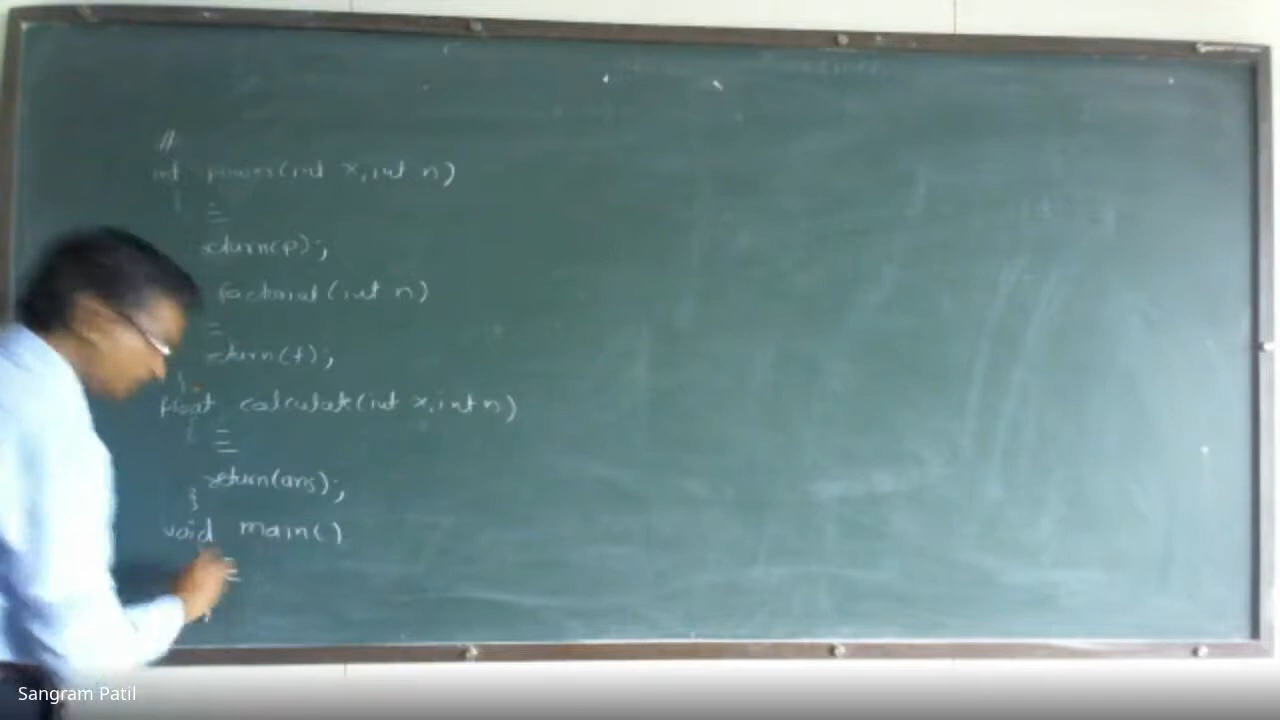 //
int power(int x, int n)
{
return(p);
factorial(int n)
return(f);
}
float calculate(int x, int n)
{
return(ans);
}
void main()
Sangram Patil